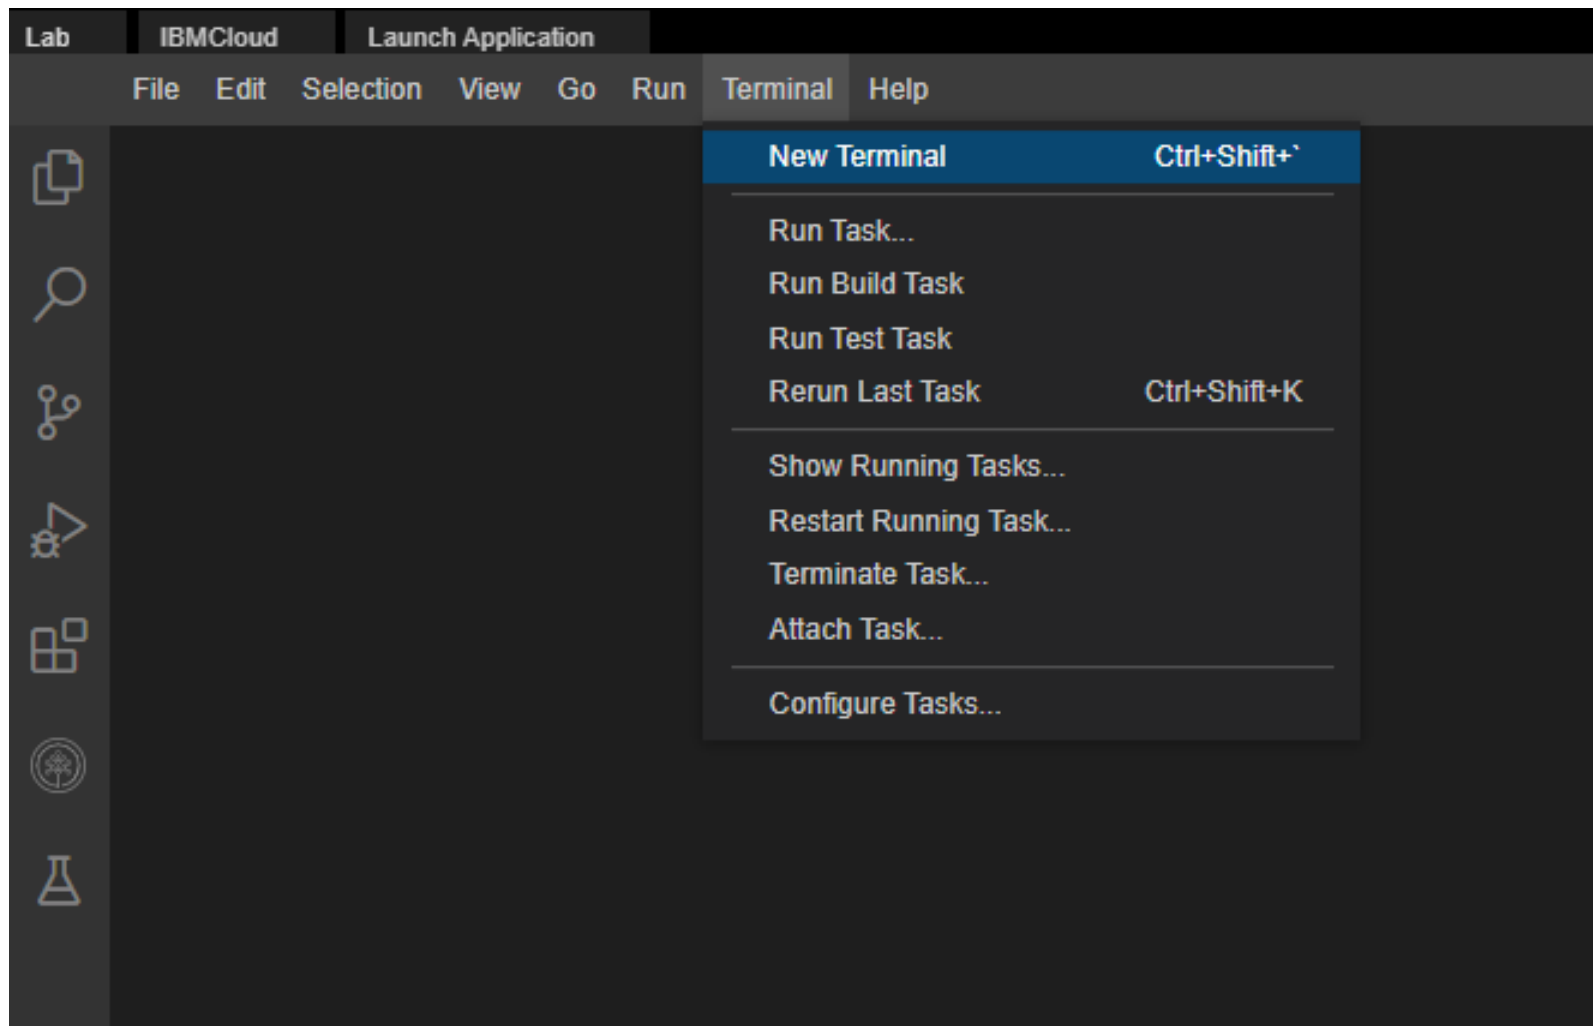 Lab IBMCloud Launch Application
File Edit Selection View Go Run Terminal Help
New Terminal Ctrl+Shift+`
Run Task...
Run Build Task
Run Test Task
Rerun Last Task Ctrl+Shift+K
Show Running Tasks...
Restart Running Task...
Terminate Task...
Attach Task...
Configure Tasks...